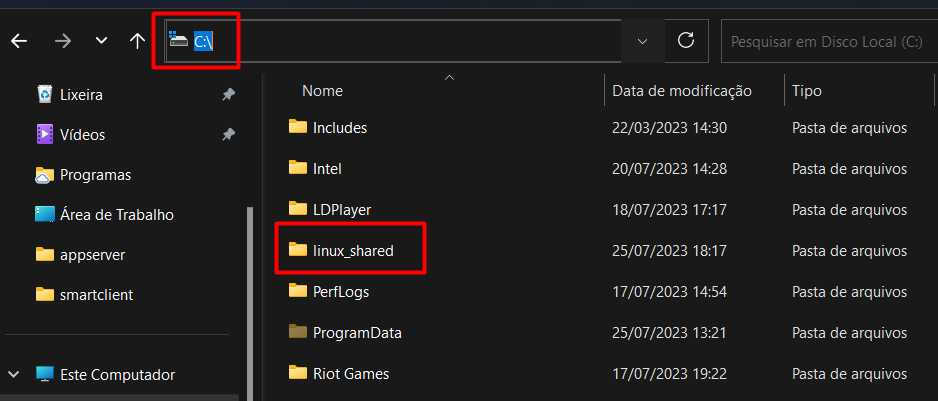 C:\
Pesquisar em Disco Local (C:)
Lixeira
Vídeos
Programas
Área de Trabalho
appserver
smartclient
Este Computador
Nome Data de modificação Tipo
Includes 22/03/2023 14:30 Pasta de arquivos
Intel 20/07/2023 14:28 Pasta de arquivos
LDPlayer 18/07/2023 17:17 Pasta de arquivos
linux_shared 25/07/2023 18:17 Pasta de arquivos
PerfLogs 17/07/2023 14:54 Pasta de arquivos
ProgramData 25/07/2023 13:21 Pasta de arquivos
Riot Games 17/07/2023 19:22 Pasta de arquivos